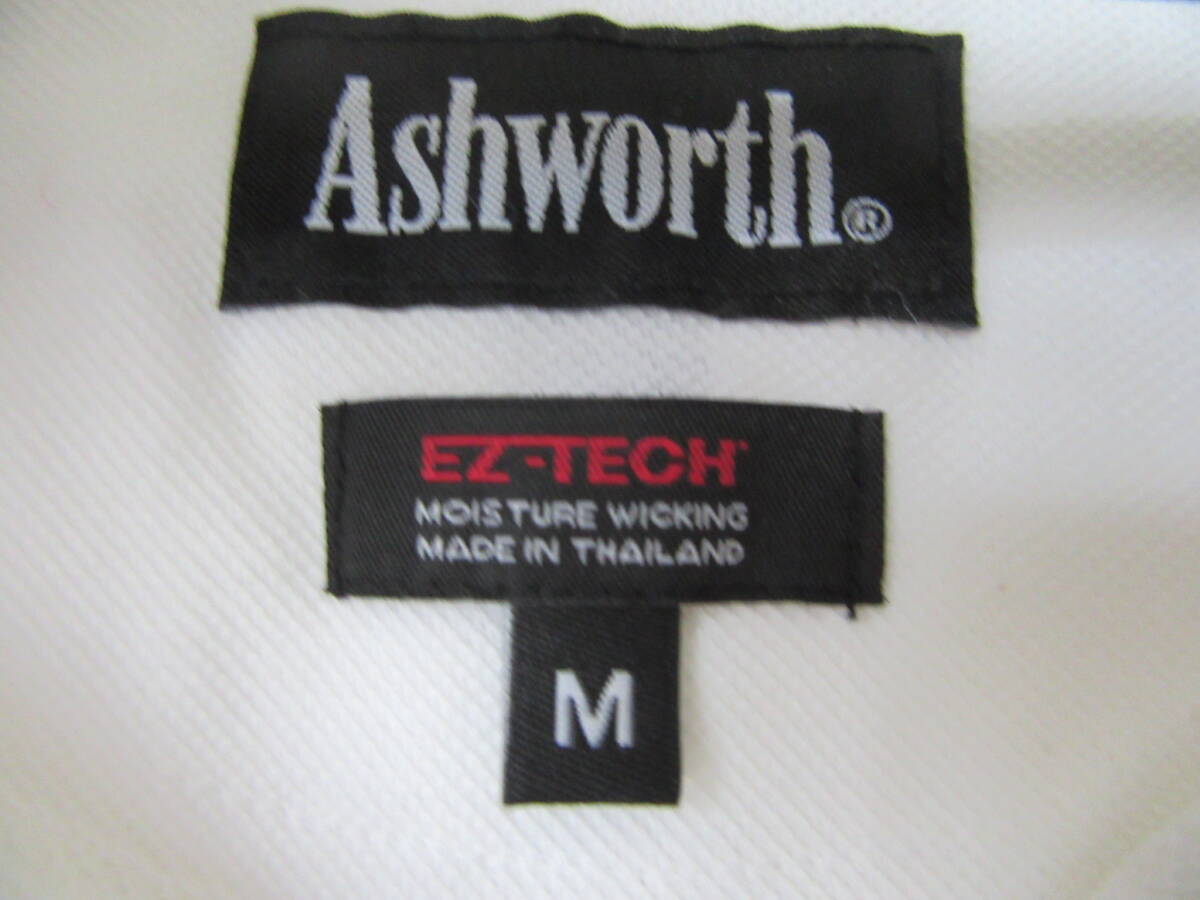 Ashworth®
EZ-TECH
MOISTURE WICKING
MADE IN THAILAND
M